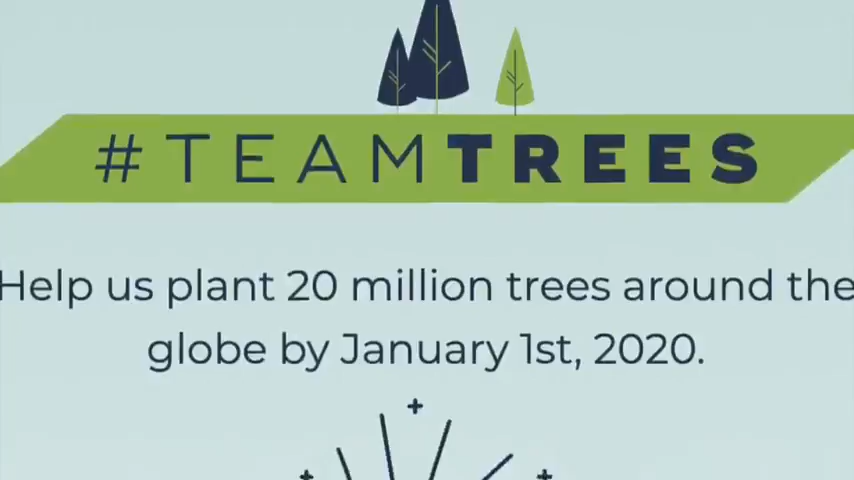 #TEAMTREES
Help us plant 20 million trees around the
globe by January 1st, 2020.